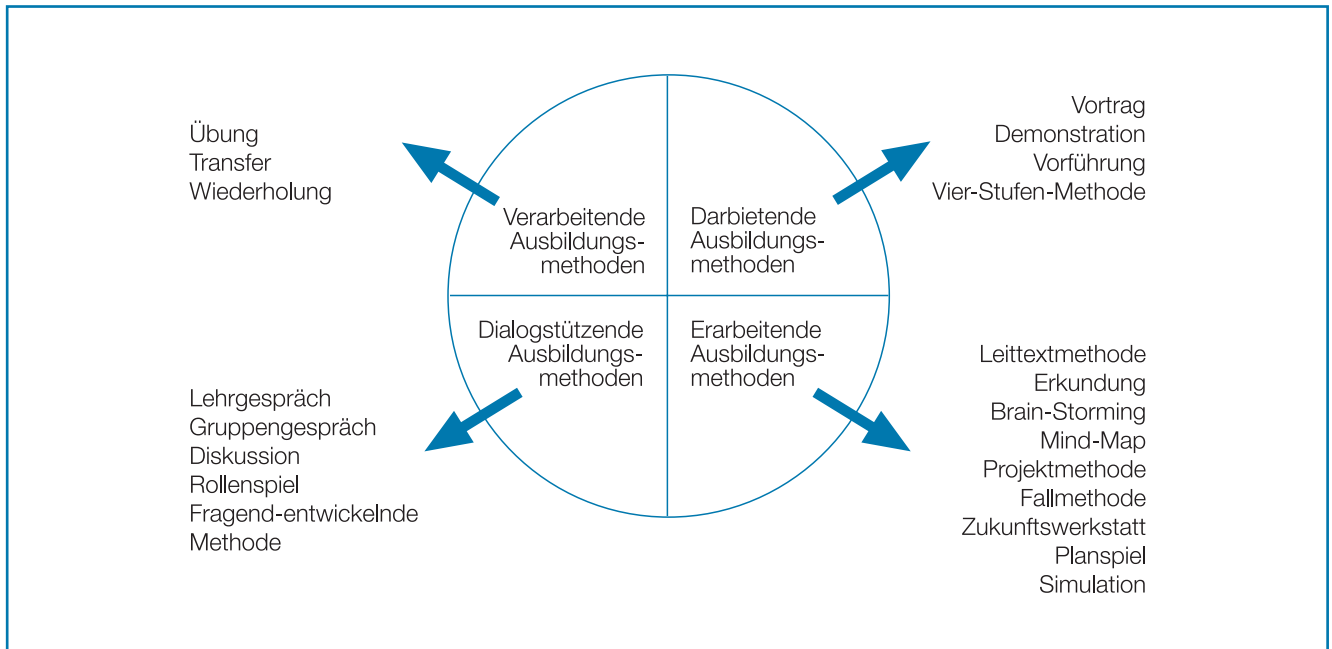 Übung
Transfer
Wiederholung
Vortrag
Demonstration
Vorführung
Vier-Stufen-Methode
Verarbeitende
Ausbildungs-
methoden
Darbietende
Ausbildungs-
methoden
Dialogstützende
Ausbildungs-
methoden
Erarbeitende
Ausbildungs-
methoden
Lehrgespräch
Gruppengespräch
Diskussion
Rollenspiel
Fragend-entwickelnde
Methode
Leittextmethode
Erkundung
Brain-Storming
Mind-Map
Projektmethode
Fallmethode
Zukunftswerkstatt
Planspiel
Simulation